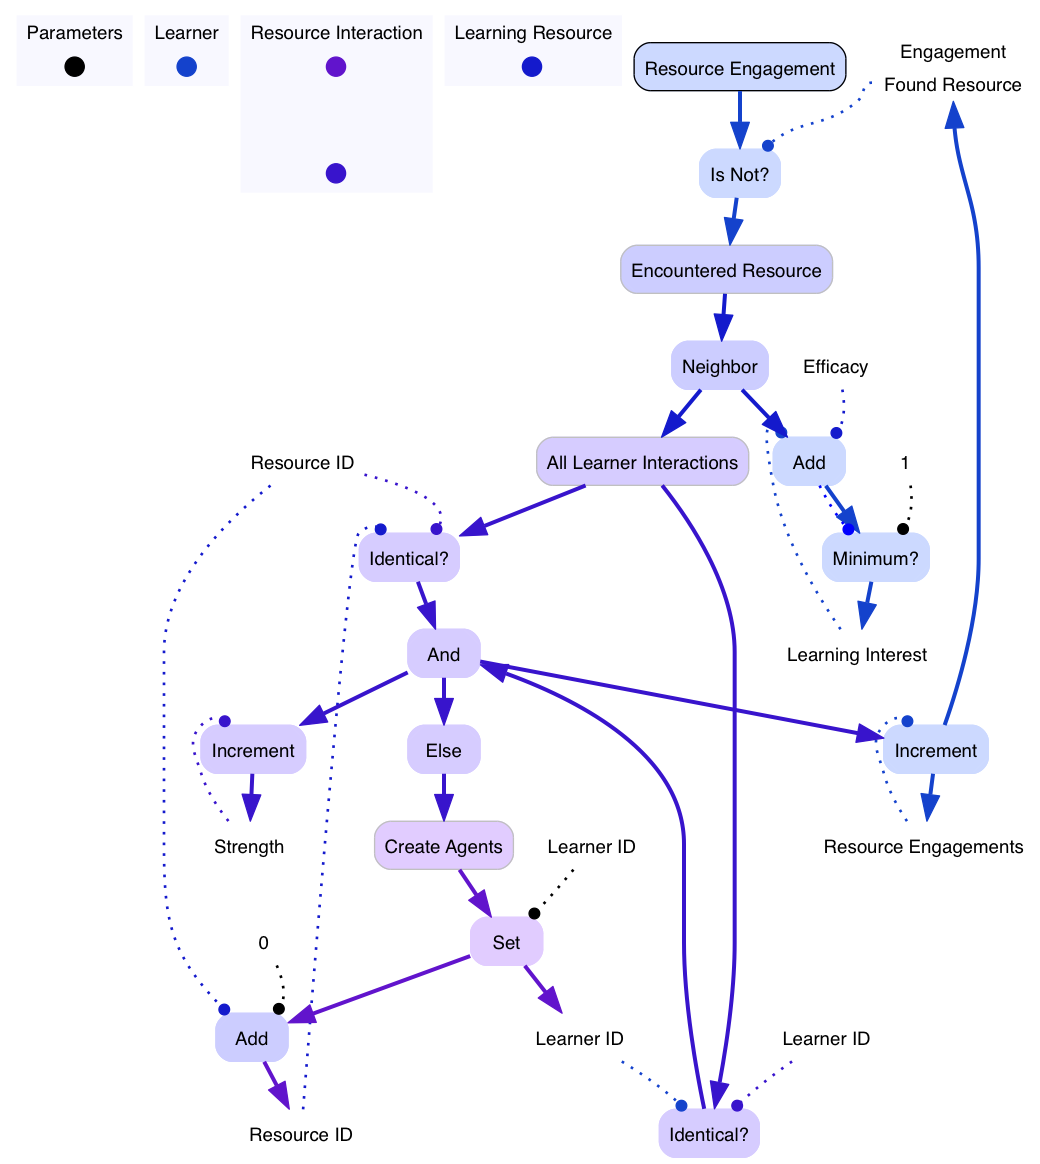 Parameters
Learner
Resource Interaction
Learning Resource
Resource Engagement
Engagement
Found Resource
Is Not?
Encountered Resource
Neighbor
Efficacy
Resource ID
All Learner Interactions
Add
1
Identical?
Minimum?
And
Learning Interest
Increment
Else
Increment
Strength
Create Agents
Learner ID
Resource Engagements
0
Set
Add
Learner ID
Learner ID
Resource ID
Identical?